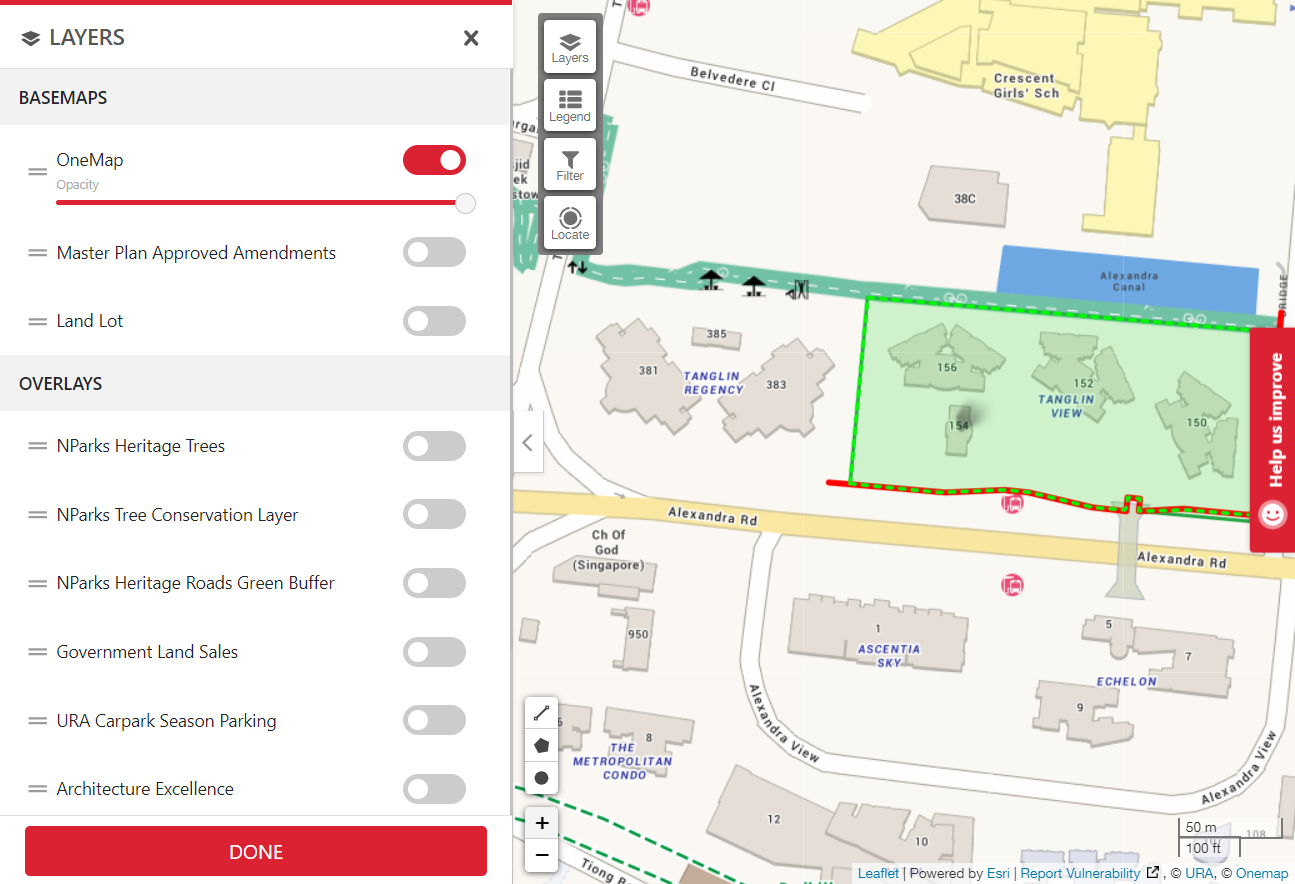 LAYERS
BASEMAPS
OneMap
Opacity
Master Plan Approved Amendments
Land Lot
OVERLAYS
NParks Heritage Trees
NParks Tree Conservation Layer
NParks Heritage Roads Green Buffer
Government Land Sales
URA Carpark Season Parking
Architecture Excellence
DONE
Layers
Legend
Filter
Locate
Belvedere Cl
Crescent
Girls' Sch
38C
Alexandra
Canal
RIDGE
385
381
TANGLIN
REGENCY
383
156
152
TANGLIN
VIEW
154
150
Help us improve
Alexandra Rd
Alexandra Rd
Ch Of
God
(Singapore)
950
1
ASCENTIA
SKY
5
7
ECHELON
9
Alexandra View
Alexandra View
8
THE
METROPOLITAN
CONDO
12
10
108
107
Tiong
+
−
50 m
100 ft
Leaflet | Powered by Esri | Report Vulnerability , © URA, © Onemap